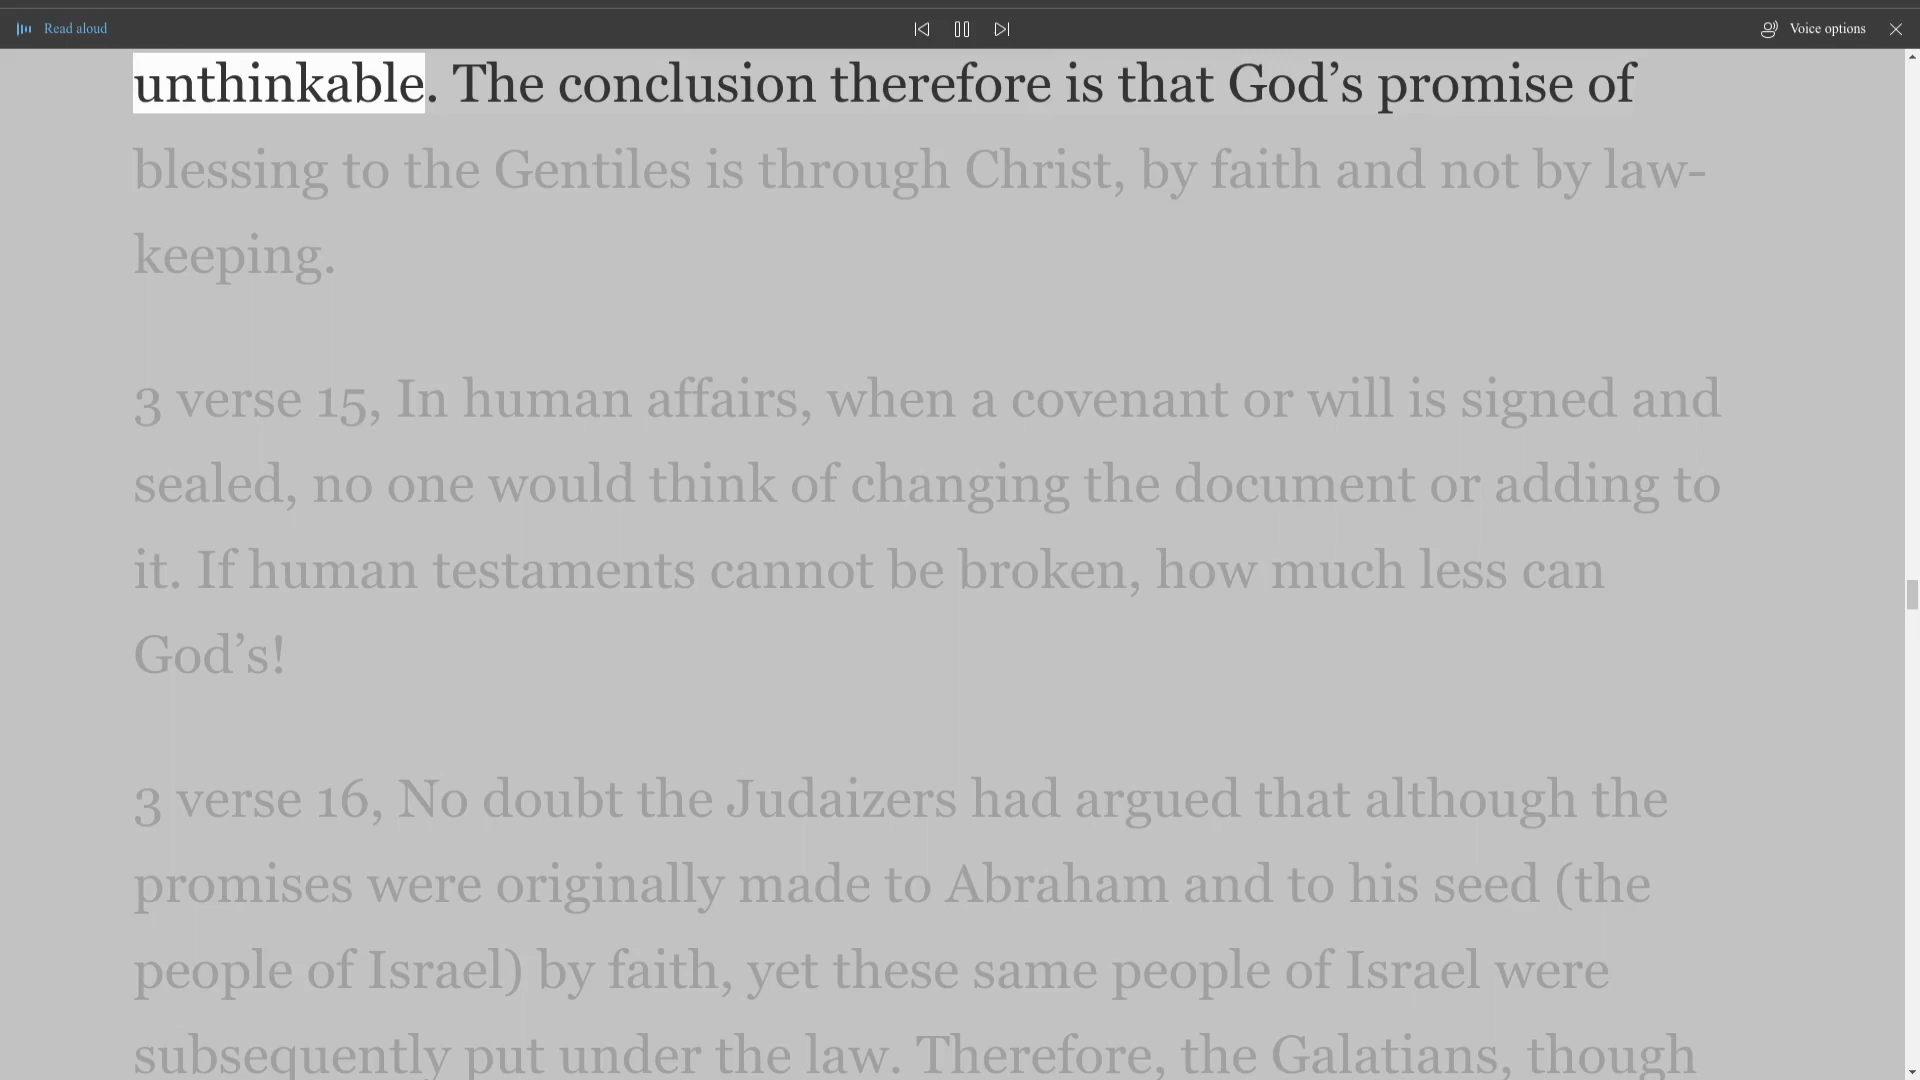 Read aloud
Voice options
unthinkable. The conclusion therefore is that God’s promise of
blessing to the Gentiles is through Christ, by faith and not by law-
keeping.
3 verse 15, In human affairs, when a covenant or will is signed and
sealed, no one would think of changing the document or adding to
it. If human testaments cannot be broken, how much less can
God’s!
3 verse 16, No doubt the Judaizers had argued that although the
promises were originally made to Abraham and to his seed (the
people of Israel) by faith, yet these same people of Israel were
subsequently put under the law. Therefore, the Galatians, though